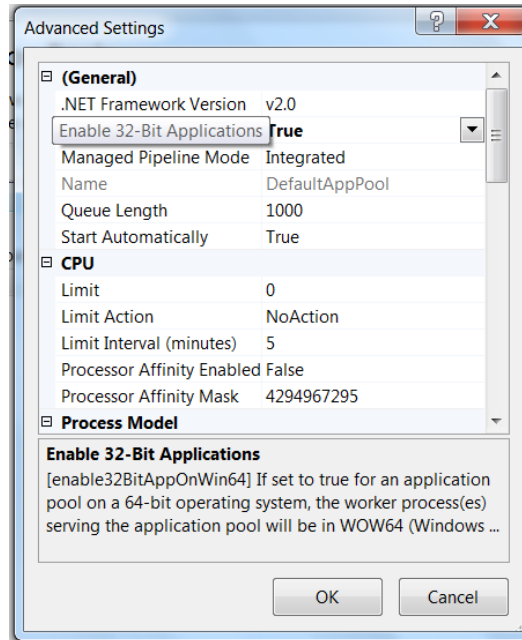 Advanced Settings
(General)
.NET Framework Version v2.0
Enable 32-Bit Applications True
Managed Pipeline Mode Integrated
Name DefaultAppPool
Queue Length 1000
Start Automatically True
CPU
Limit 0
Limit Action NoAction
Limit Interval (minutes) 5
Processor Affinity Enabled False
Processor Affinity Mask 4294967295
Process Model
Enable 32-Bit Applications
[enable32BitAppOnWin64] If set to true for an application
pool on a 64-bit operating system, the worker process(es)
serving the application pool will be in WOW64 (Windows ...
OK Cancel